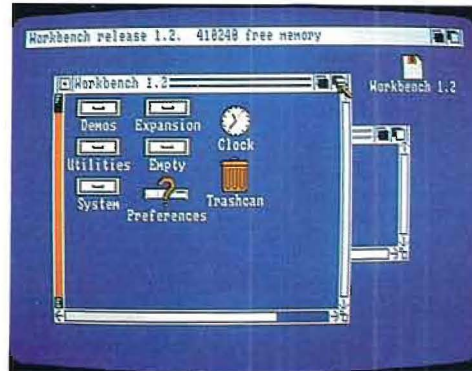 Workbench release 1.2. 410240 free memory
Workbench 1.2
Workbench 1.2
Demos Expansion Clock
Utilities Empty
System Preferences Trashcan